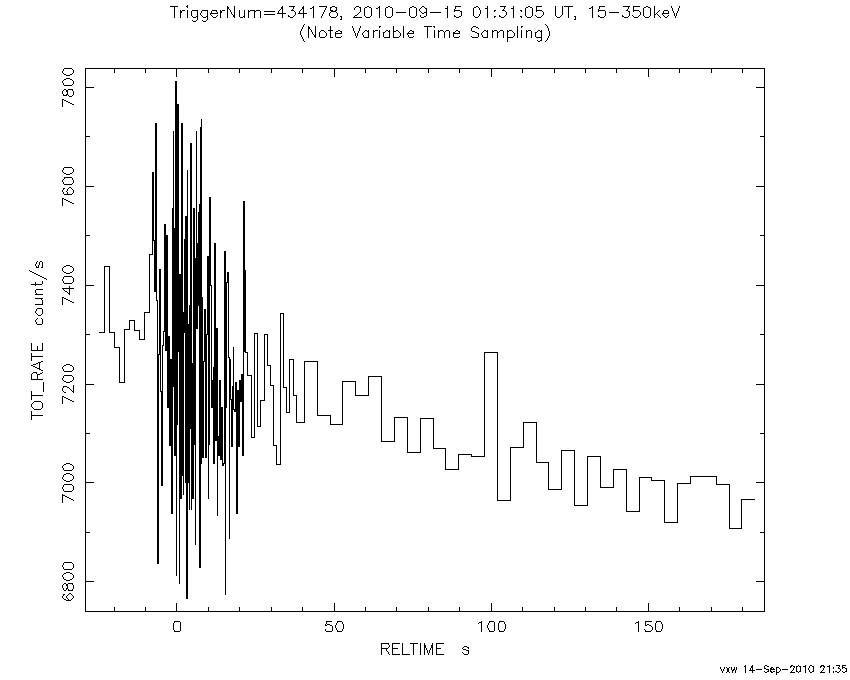 TriggerNum=434178, 2010-09-15 01:31:05 UT, 15-350keV
(Note Variable Time Sampling)
TOT_RATE count/s
7800
7600
7400
7200
7000
6800
0 50 100 150
RELTIME s
vxw 14-Sep-2010 21:35